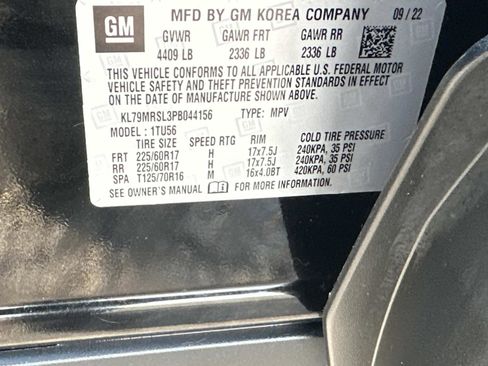 GM MFD BY GM KOREA COMPANY 09/22
GVWR GAWR FRT GAWR RR
4409 LB 2336 LB 2336 LB
THIS VEHICLE CONFORMS TO ALL APPLICABLE U.S. FEDERAL MOTOR
VEHICLE SAFETY AND THEFT PREVENTION STANDARDS IN EFFECT
ON THE DATE OF MANUFACTURE SHOWN ABOVE.
KL79MRSL3PB044156 TYPE: MPV
MODEL: 1TU56
TIRE SIZE SPEED RTG RIM COLD TIRE PRESSURE
FRT 225/60R17 H 17x7.5J 240KPA, 35 PSI
RR 225/60R17 H 17x7.5J 240KPA, 35 PSI
SPA T125/70R16 M 16x4.0BT 420KPA, 60 PSI
SEE OWNER'S MANUAL FOR MORE INFORMATION.